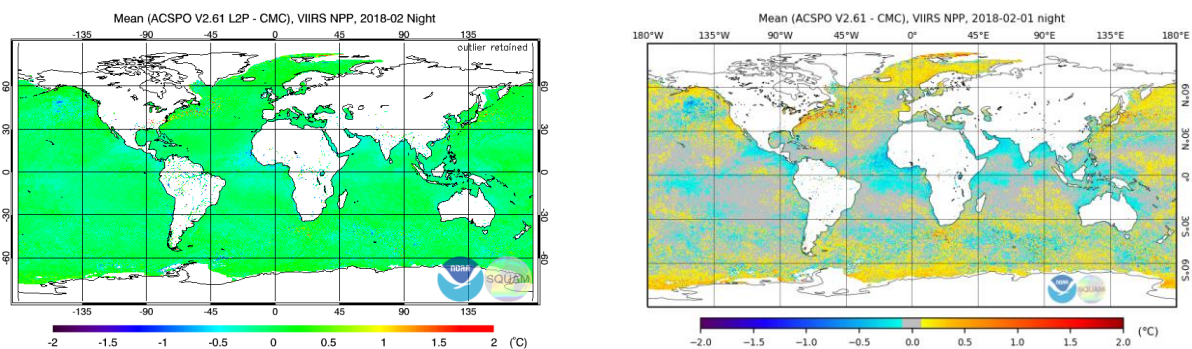 Mean (ACSPO V2.61 L2P - CMC), VIIRS NPP, 2018-02 Night
-135 -90 -45 0 45 90 135
outlier retained
60 60
30 30
0 0
-30 -30
-60 -60
NOAA SQUAM
-135 -90 -45 0 45 90 135
-2 -1.5 -1 -0.5 0 0.5 1 1.5 2 (°C)
Mean (ACSPO V2.61 - CMC), VIIRS NPP, 2018-02-01 night
180°W 135°W 90°W 45°W 0° 45°E 90°E 135°E 180°E
60°N
30°N
0°
30°S
60°S
−2.0 −1.5 −1.0 −0.5 0.0 0.5 1.0 1.5 2.0 (°C)